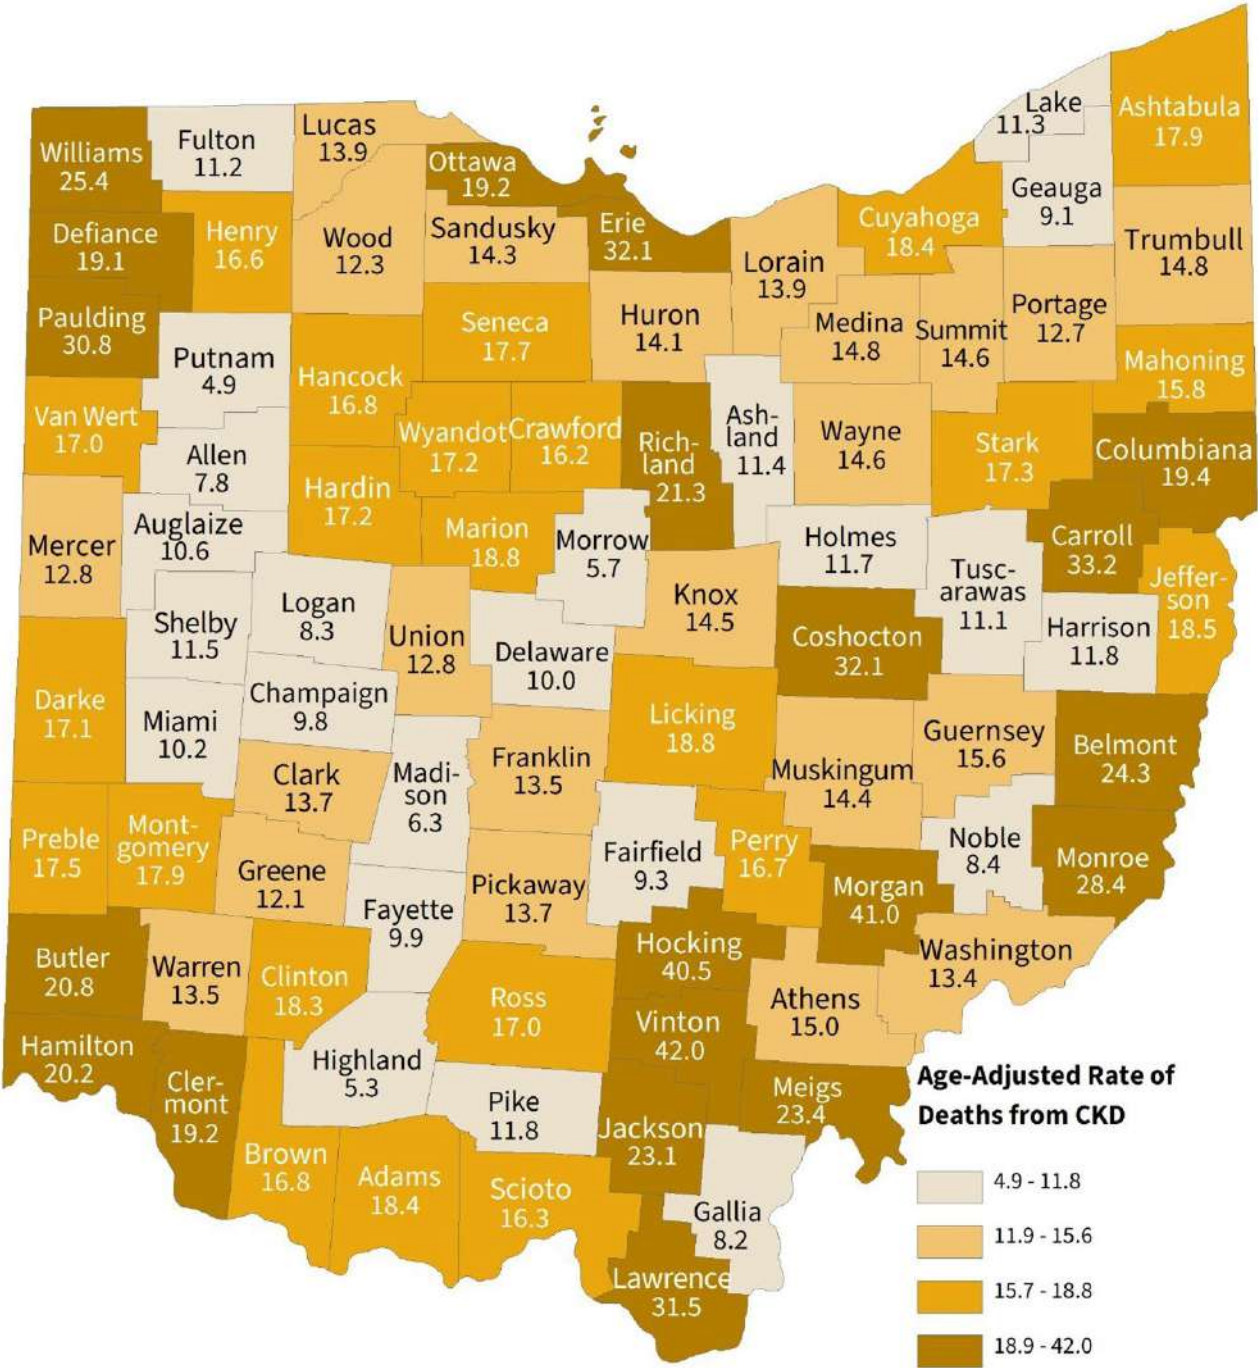 Lake
11.3
Ashtabula
17.9
Williams
25.4
Fulton
11.2
Lucas
13.9
Ottawa
19.2
Geauga
9.1
Defiance
19.1
Henry
16.6
Wood
12.3
Sandusky
14.3
Erie
32.1
Cuyahoga
18.4
Trumbull
14.8
Lorain
13.9
Paulding
30.8
Putnam
4.9
Seneca
17.7
Huron
14.1
Medina
14.8
Summit
14.6
Portage
12.7
Mahoning
15.8
Hancock
16.8
Van Wert
17.0
Allen
7.8
Wyandot
17.2
Crawford
16.2
Rich-
land
21.3
Ash-
land
11.4
Wayne
14.6
Stark
17.3
Columbiana
19.4
Hardin
17.2
Mercer
12.8
Auglaize
10.6
Marion
18.8
Morrow
5.7
Holmes
11.7
Carroll
33.2
Tusc-
arawas
11.1
Jeffer-
son
18.5
Shelby
11.5
Logan
8.3
Union
12.8
Delaware
10.0
Knox
14.5
Coshocton
32.1
Harrison
11.8
Darke
17.1
Miami
10.2
Champaign
9.8
Licking
18.8
Guernsey
15.6
Belmont
24.3
Clark
13.7
Madi-
son
6.3
Franklin
13.5
Muskingum
14.4
Preble
17.5
Mont-
gomery
17.9
Greene
12.1
Fairfield
9.3
Perry
16.7
Noble
8.4
Monroe
28.4
Fayette
9.9
Pickaway
13.7
Morgan
41.0
Butler
20.8
Warren
13.5
Clinton
18.3
Ross
17.0
Hocking
40.5
Washington
13.4
Athens
15.0
Vinton
42.0
Hamilton
20.2
Cler-
mont
19.2
Highland
5.3
Pike
11.8
Jackson
23.1
Meigs
23.4
Brown
16.8
Adams
18.4
Scioto
16.3
Gallia
8.2
Lawrence
31.5
Age-Adjusted Rate of
Deaths from CKD
4.9 - 11.8
11.9 - 15.6
15.7 - 18.8
18.9 - 42.0